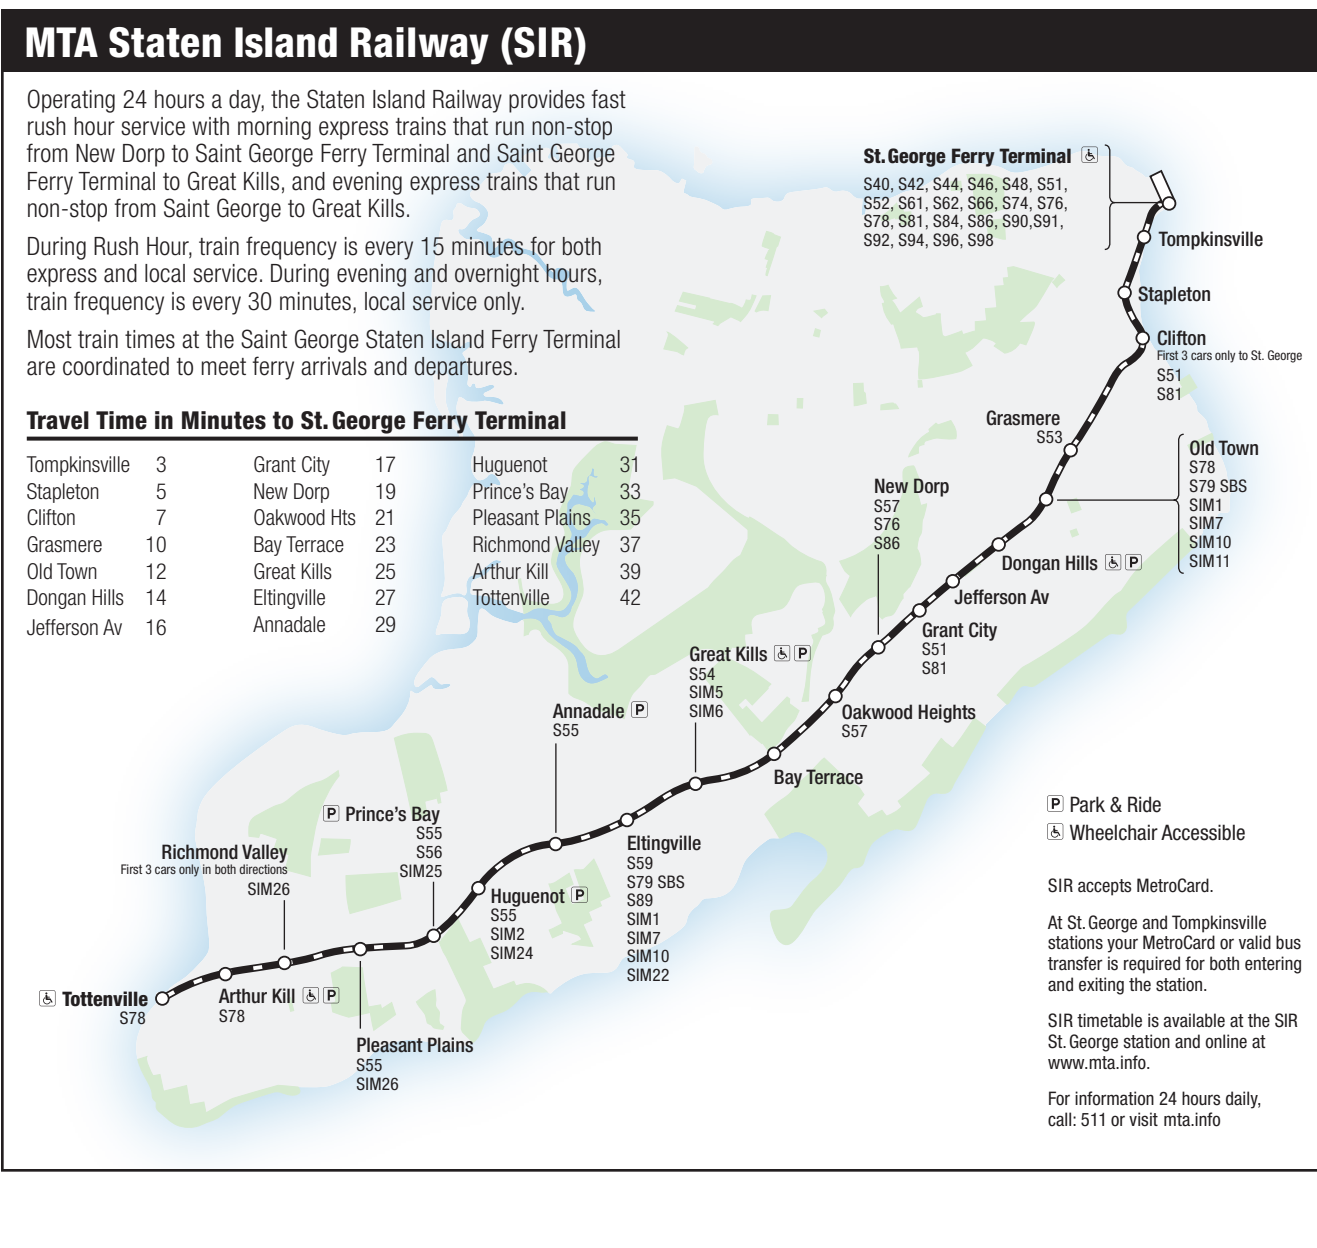 MTA Staten Island Railway (SIR)
Operating 24 hours a day, the Staten Island Railway provides fast
rush hour service with morning express trains that run non-stop
from New Dorp to Saint George Ferry Terminal and Saint George
Ferry Terminal to Great Kills, and evening express trains that run
non-stop from Saint George to Great Kills.
During Rush Hour, train frequency is every 15 minutes for both
express and local service. During evening and overnight hours,
train frequency is every 30 minutes, local service only.
Most train times at the Saint George Staten Island Ferry Terminal
are coordinated to meet ferry arrivals and departures.
Travel Time in Minutes to St. George Ferry Terminal
Tompkinsville 3
Stapleton 5
Clifton 7
Grasmere 10
Old Town 12
Dongan Hills 14
Jefferson Av 16
Grant City 17
New Dorp 19
Oakwood Hts 21
Bay Terrace 23
Great Kills 25
Eltingville 27
Annadale 29
Huguenot 31
Prince's Bay 33
Pleasant Plains 35
Richmond Valley 37
Arthur Kill 39
Tottenville 42
St. George Ferry Terminal
S40, S42, S44, S46, S48, S51,
S52, S61, S62, S66, S74, S76,
S78, S81, S84, S86, S90,S91,
S92, S94, S96, S98
Tompkinsville
Stapleton
Clifton
First 3 cars only to St. George
S51
S81
Grasmere
S53
Old Town
S78
S79 SBS
SIM1
SIM7
SIM10
SIM11
Dongan Hills P
Jefferson Av
Grant City
S51
S81
New Dorp
S57
S76
S86
Oakwood Heights
S57
Bay Terrace
Great Kills P
S54
SIM5
SIM6
Eltingville
S59
S79 SBS
S89
SIM1
SIM7
SIM10
SIM22
Annadale P
S55
Huguenot P
S55
SIM2
SIM24
P Prince's Bay
S55
S56
SIM25
Pleasant Plains
S55
SIM26
Richmond Valley
First 3 cars only in both directions
SIM26
Arthur Kill P
S78
Tottenville
S78
P Park & Ride
Wheelchair Accessible
SIR accepts MetroCard.
At St. George and Tompkinsville
stations your MetroCard or valid bus
transfer is required for both entering
and exiting the station.
SIR timetable is available at the SIR
St. George station and online at
www.mta.info.
For information 24 hours daily,
call: 511 or visit mta.info